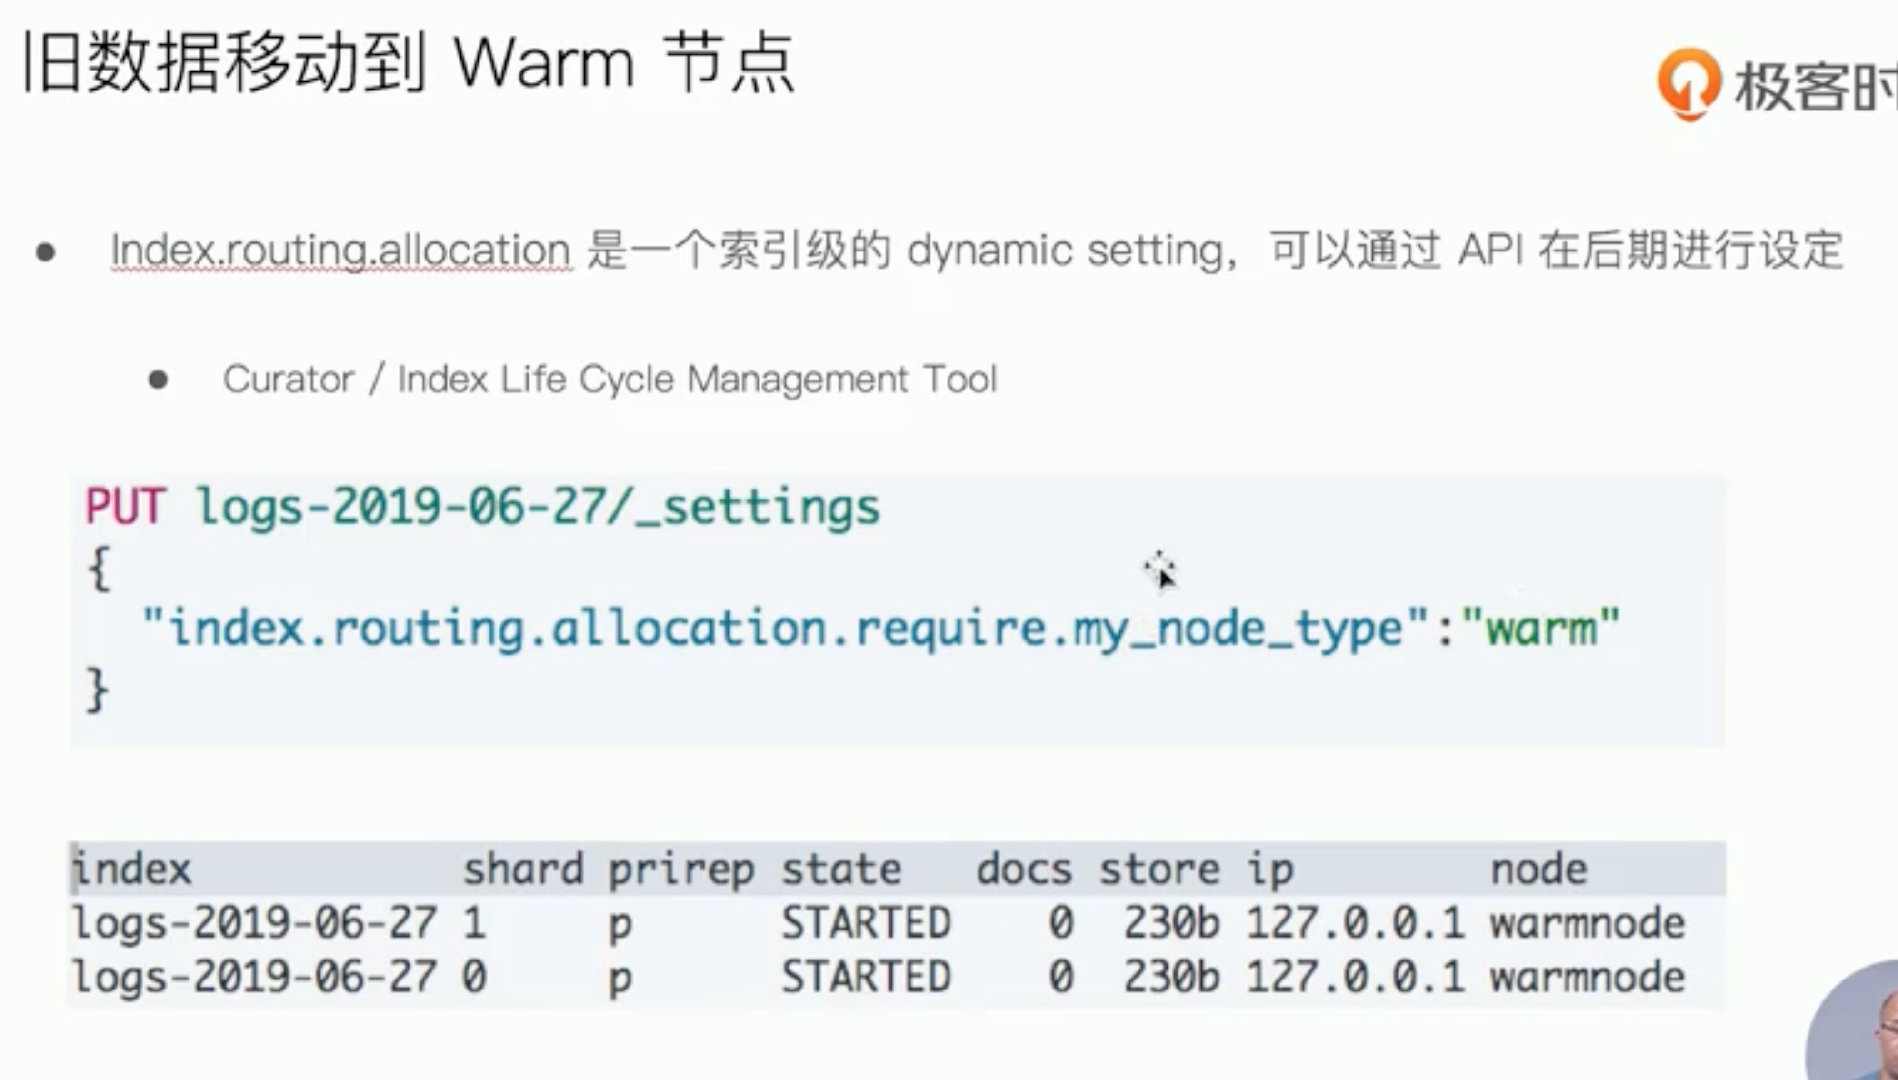 旧数据移动到 Warm 节点
极客时
Index.routing.allocation 是一个索引级的 dynamic setting，可以通过 API 在后期进行设定
Curator / Index Life Cycle Management Tool
PUT logs-2019-06-27/_settings
{
"index.routing.allocation.require.my_node_type":"warm"
}
index shard prirep state docs store ip node
logs-2019-06-27 1 p STARTED 0 230b 127.0.0.1 warmnode
logs-2019-06-27 0 p STARTED 0 230b 127.0.0.1 warmnode